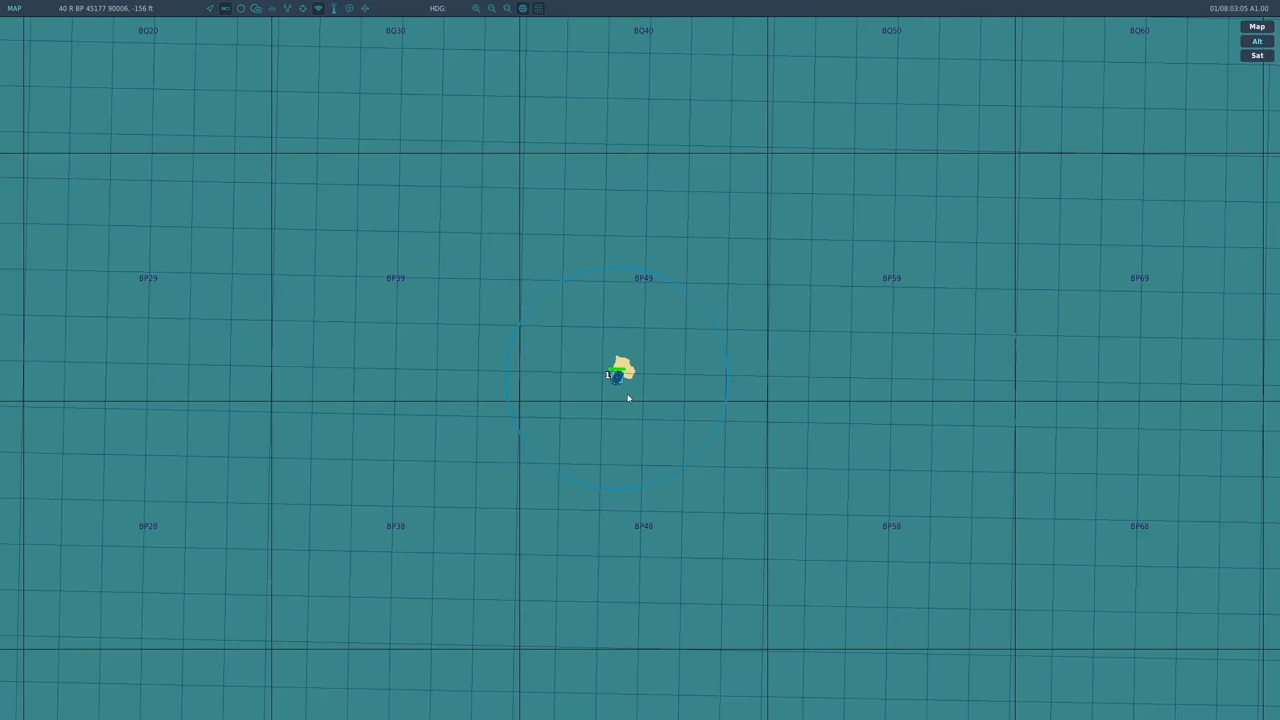 MAP 40 R BP 45177 90006, -156 ft HDG: 01/08/03:05 A1.00
Map
Alt
Sat
BQ20 BQ30 BQ40 BQ50 BQ60
BP29 BP39 BP49 BP59 BP69
1
BP28 BP38 BP48 BP58 BP68